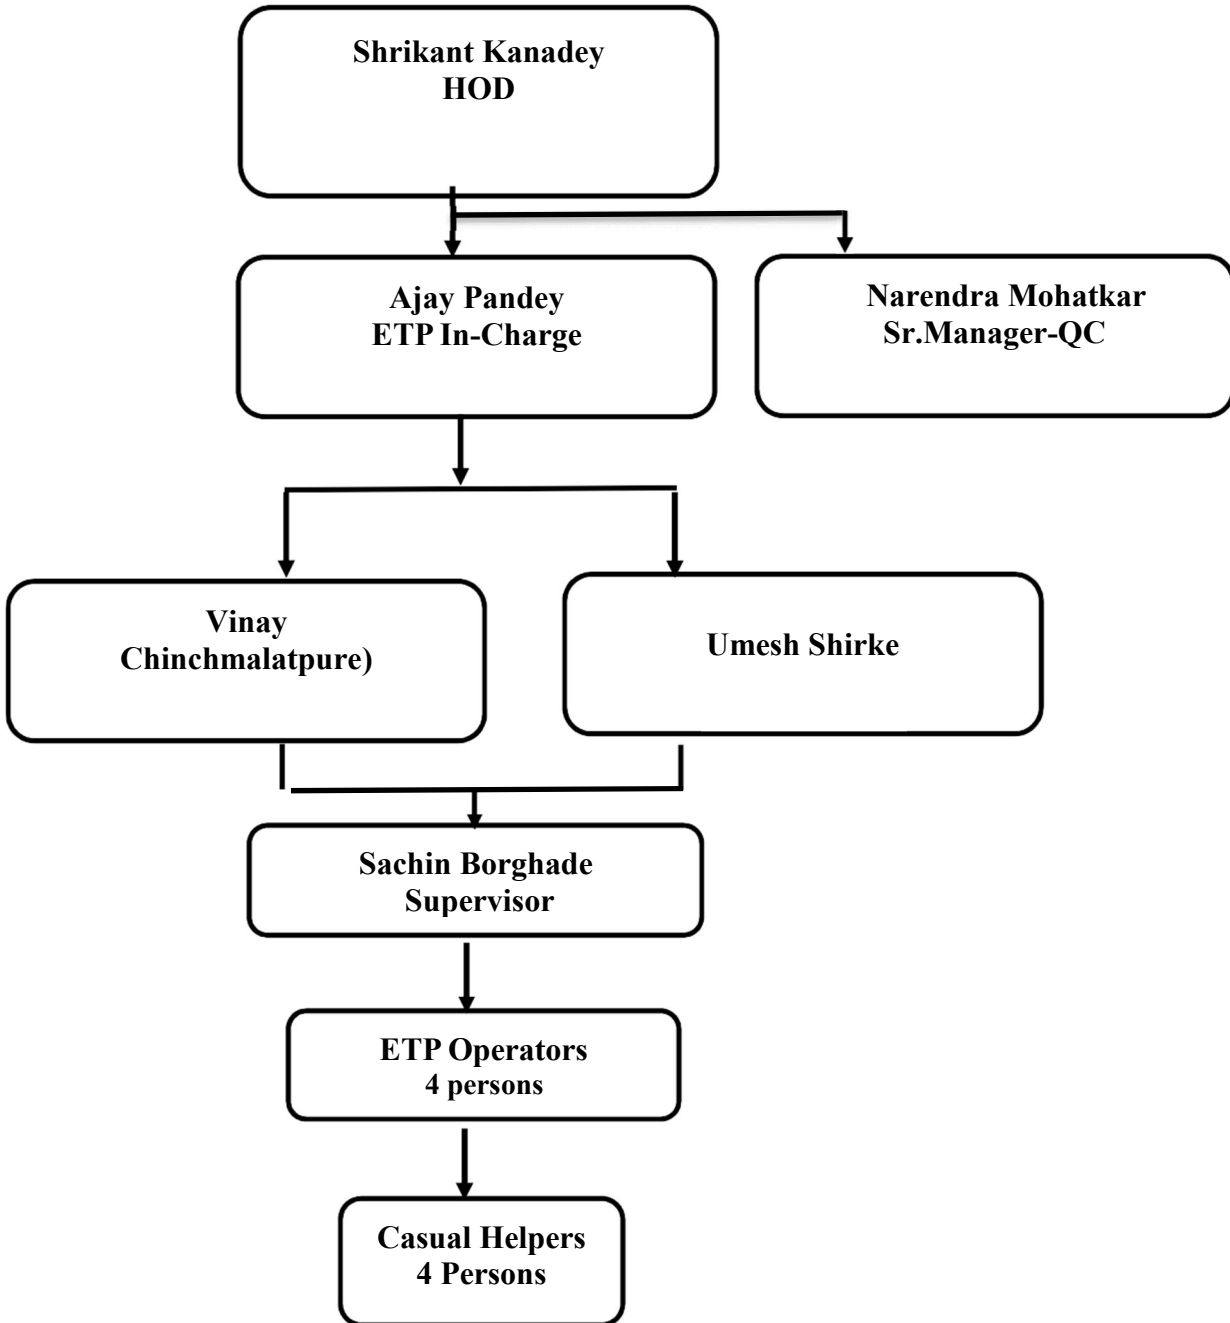 Shrikant Kanadey
HOD
Ajay Pandey
ETP In-Charge
Narendra Mohatkar
Sr.Manager-QC
Vinay
Chinchmalatpure)
Umesh Shirke
Sachin Borghade
Supervisor
ETP Operators
4 persons
Casual Helpers
4 Persons